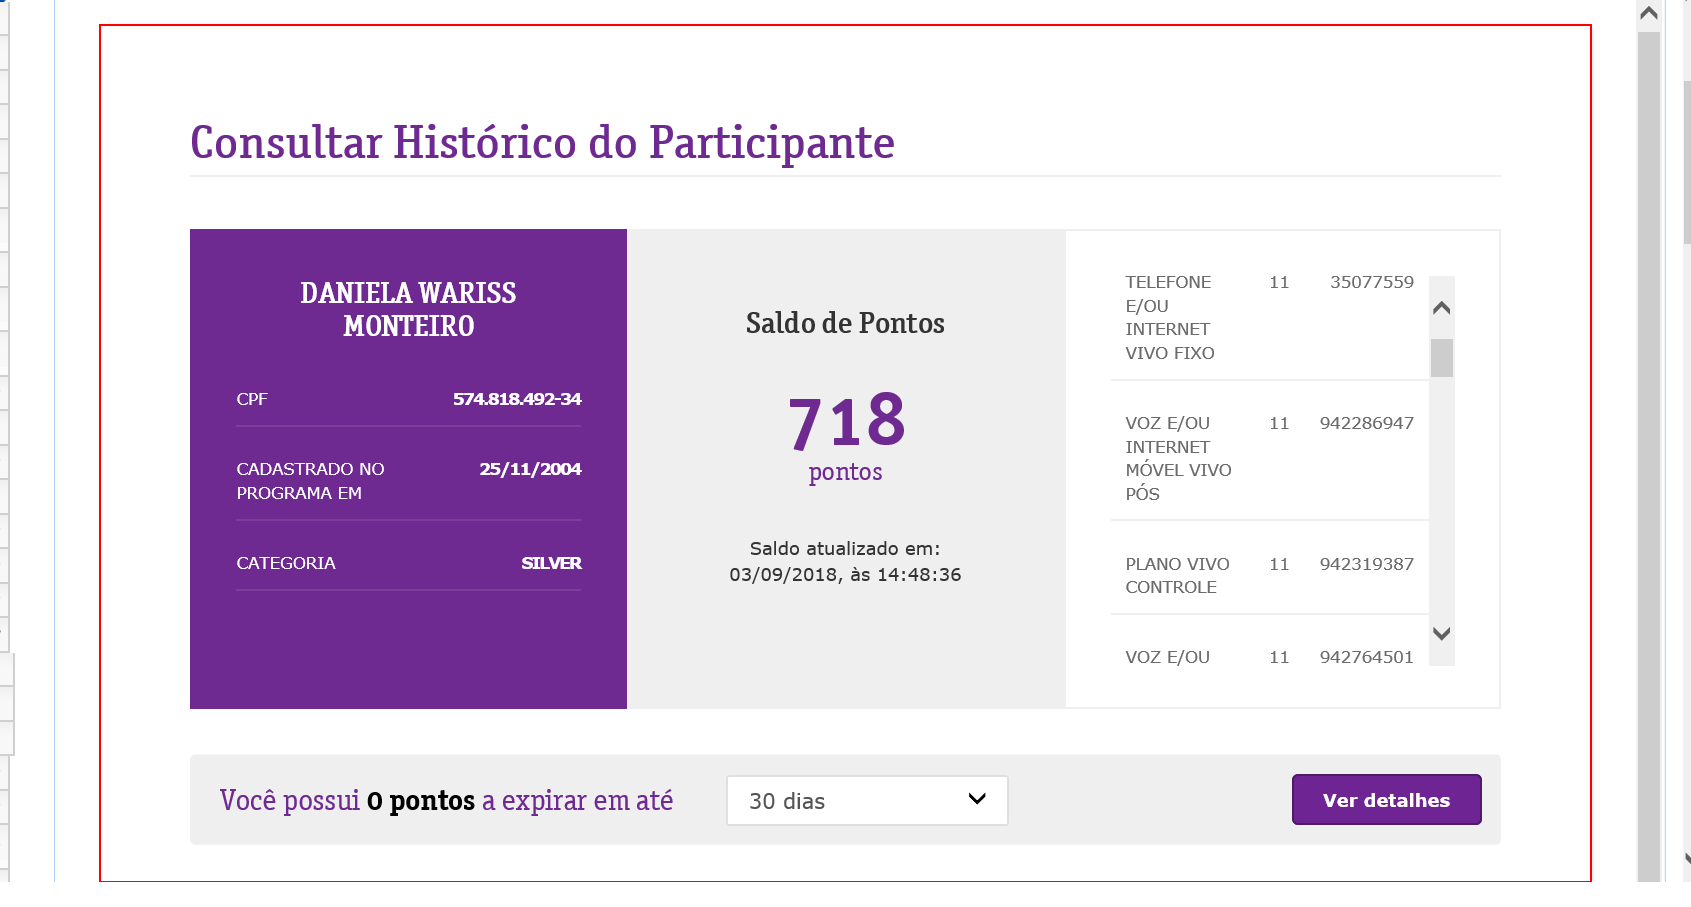 Consultar Histórico do Participante
DANIELA WARISS
MONTEIRO
CPF 574.818.492-34
CADASTRADO NO 25/11/2004
PROGRAMA EM
CATEGORIA SILVER
Saldo de Pontos
718
pontos
Saldo atualizado em:
03/09/2018, às 14:48:36
TELEFONE 11 35077559
E/OU
INTERNET
VIVO FIXO
VOZ E/OU 11 942286947
INTERNET
MÓVEL VIVO
PÓS
PLANO VIVO 11 942319387
CONTROLE
VOZ E/OU 11 942764501
Você possui 0 pontos a expirar em até 30 dias Ver detalhes